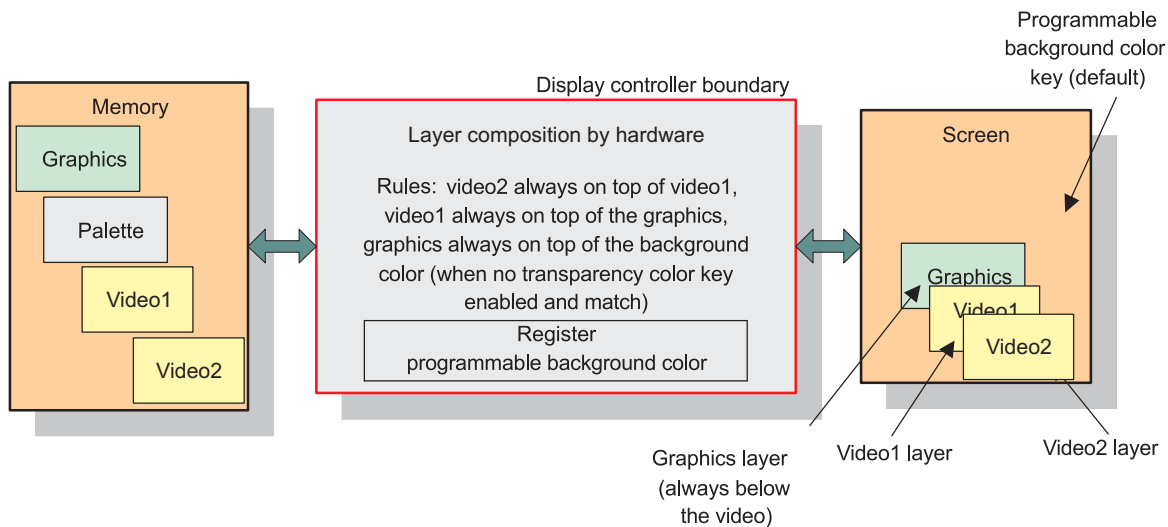 Programmable
background color
key (default)
Display controller boundary
Memory
Graphics
Palette
Video1
Video2
Layer composition by hardware
Rules: video2 always on top of video1,
video1 always on top of the graphics,
graphics always on top of the background
color (when no transparency color key
enabled and match)
Register
programmable background color
Screen
Graphics
Video1
Video2
Graphics layer
(always below
the video)
Video1 layer
Video2 layer